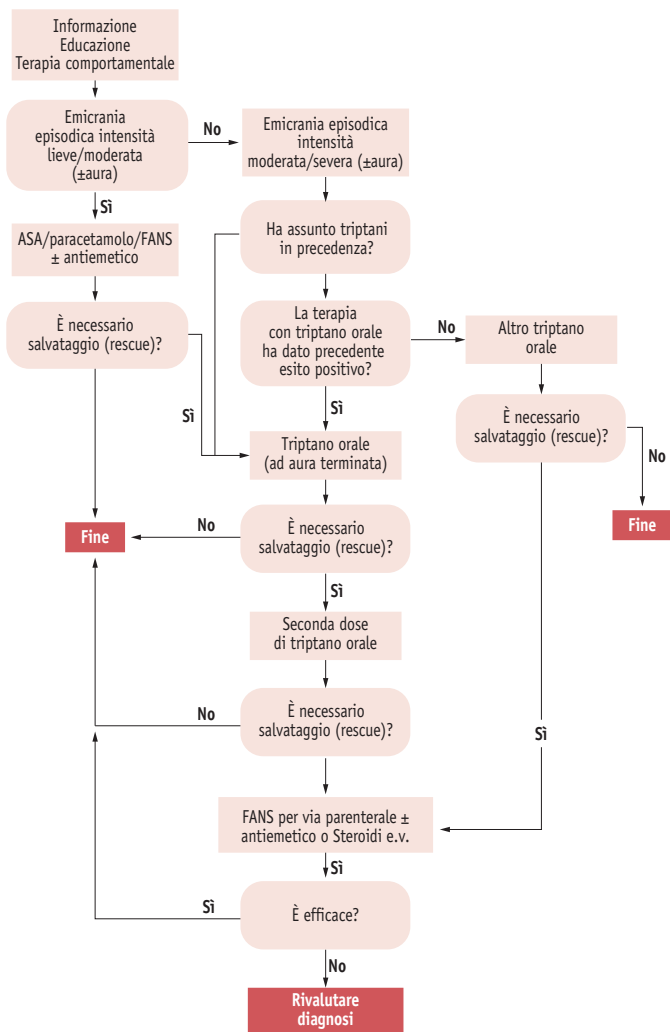 Informazione
Educazione
Terapia comportamentale
Emicrania
episodica intensità
lieve/moderata
(±aura)
No
Emicrania episodica
intensità
moderata/severa (±aura)
Sì
ASA/paracetamolo/FANS
± antiemetico
Ha assunto triptani
in precedenza?
È necessario
salvataggio (rescue)?
La terapia
con triptano orale
ha dato precedente
esito positivo?
No
Altro triptano
orale
Sì
Sì
È necessario
salvataggio (rescue)?
Triptano orale
(ad aura terminata)
No
Fine
Fine
No
È necessario
salvataggio (rescue)?
Sì
Seconda dose
di triptano orale
No
È necessario
salvataggio (rescue)?
Sì
FANS per via parenterale ±
antiemetico o Steroidi e.v.
Sì
Sì
È efficace?
No
Rivalutare
diagnosi